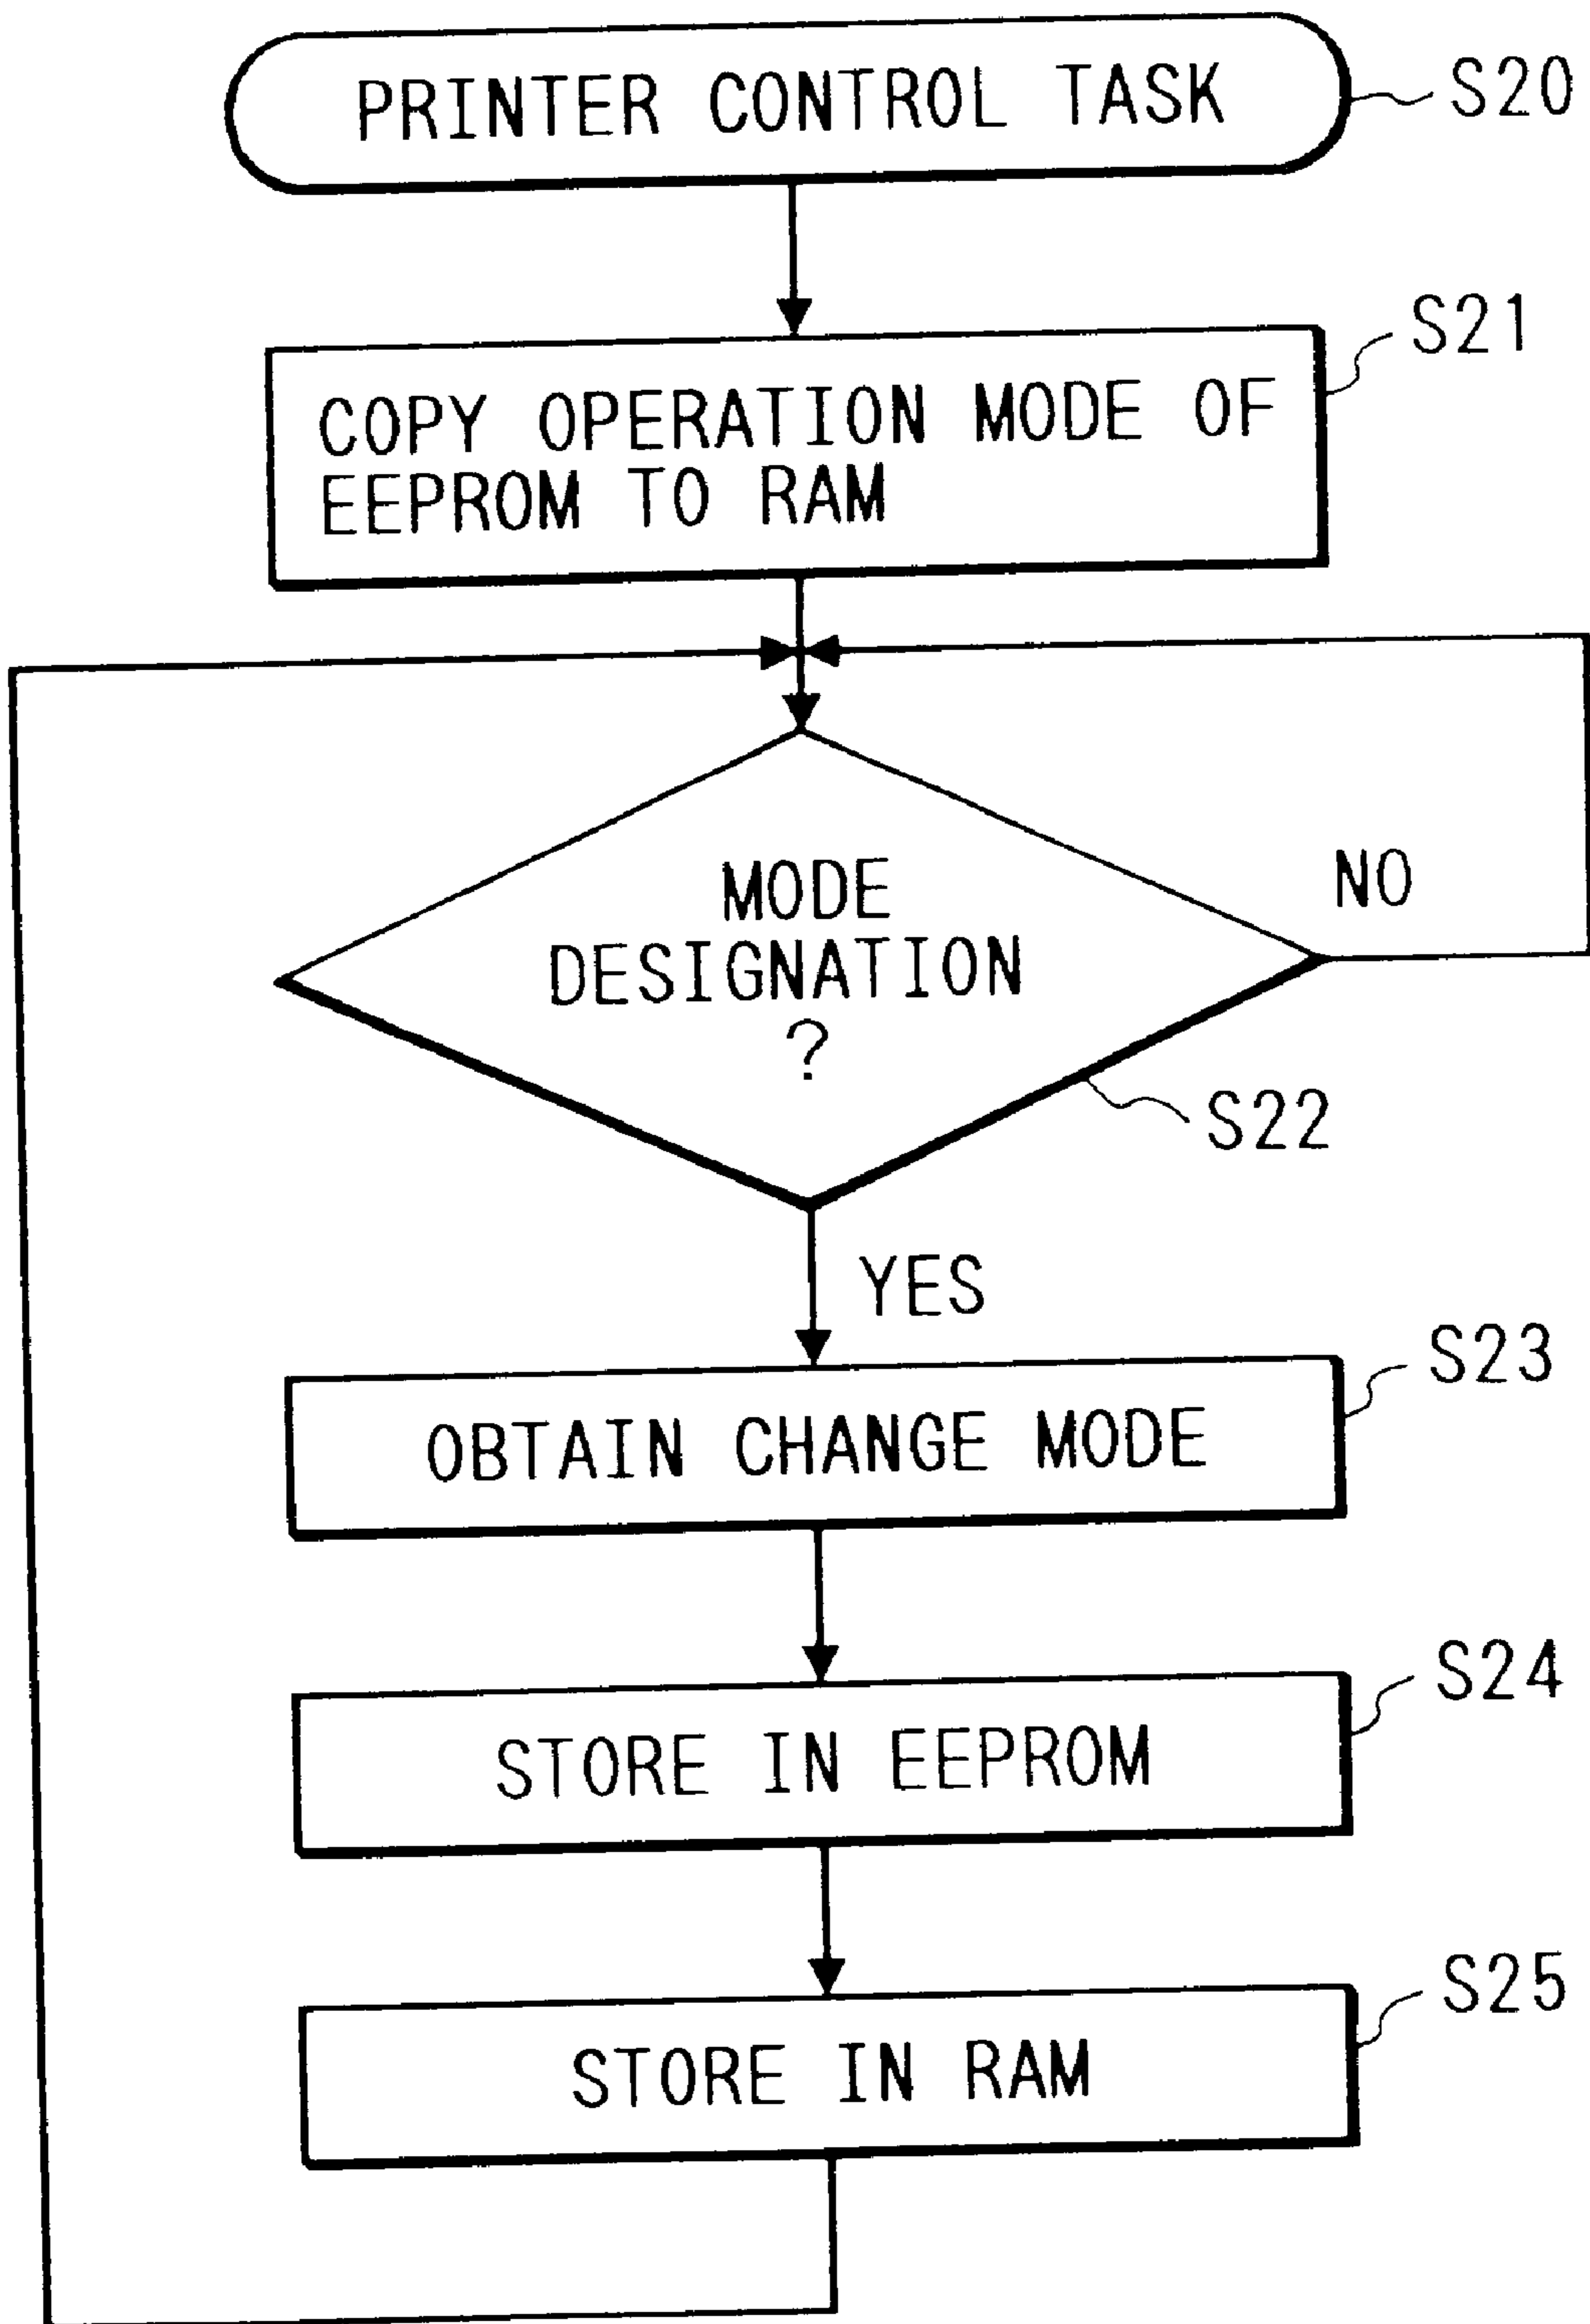 PRINTER CONTROL TASK
S20
S21
COPY OPERATION MODE OF
EEPROM TO RAM
MODE
DESIGNATION
?
NO
S22
YES
S23
OBTAIN CHANGE MODE
S24
STORE IN EEPROM
S25
STORE IN RAM